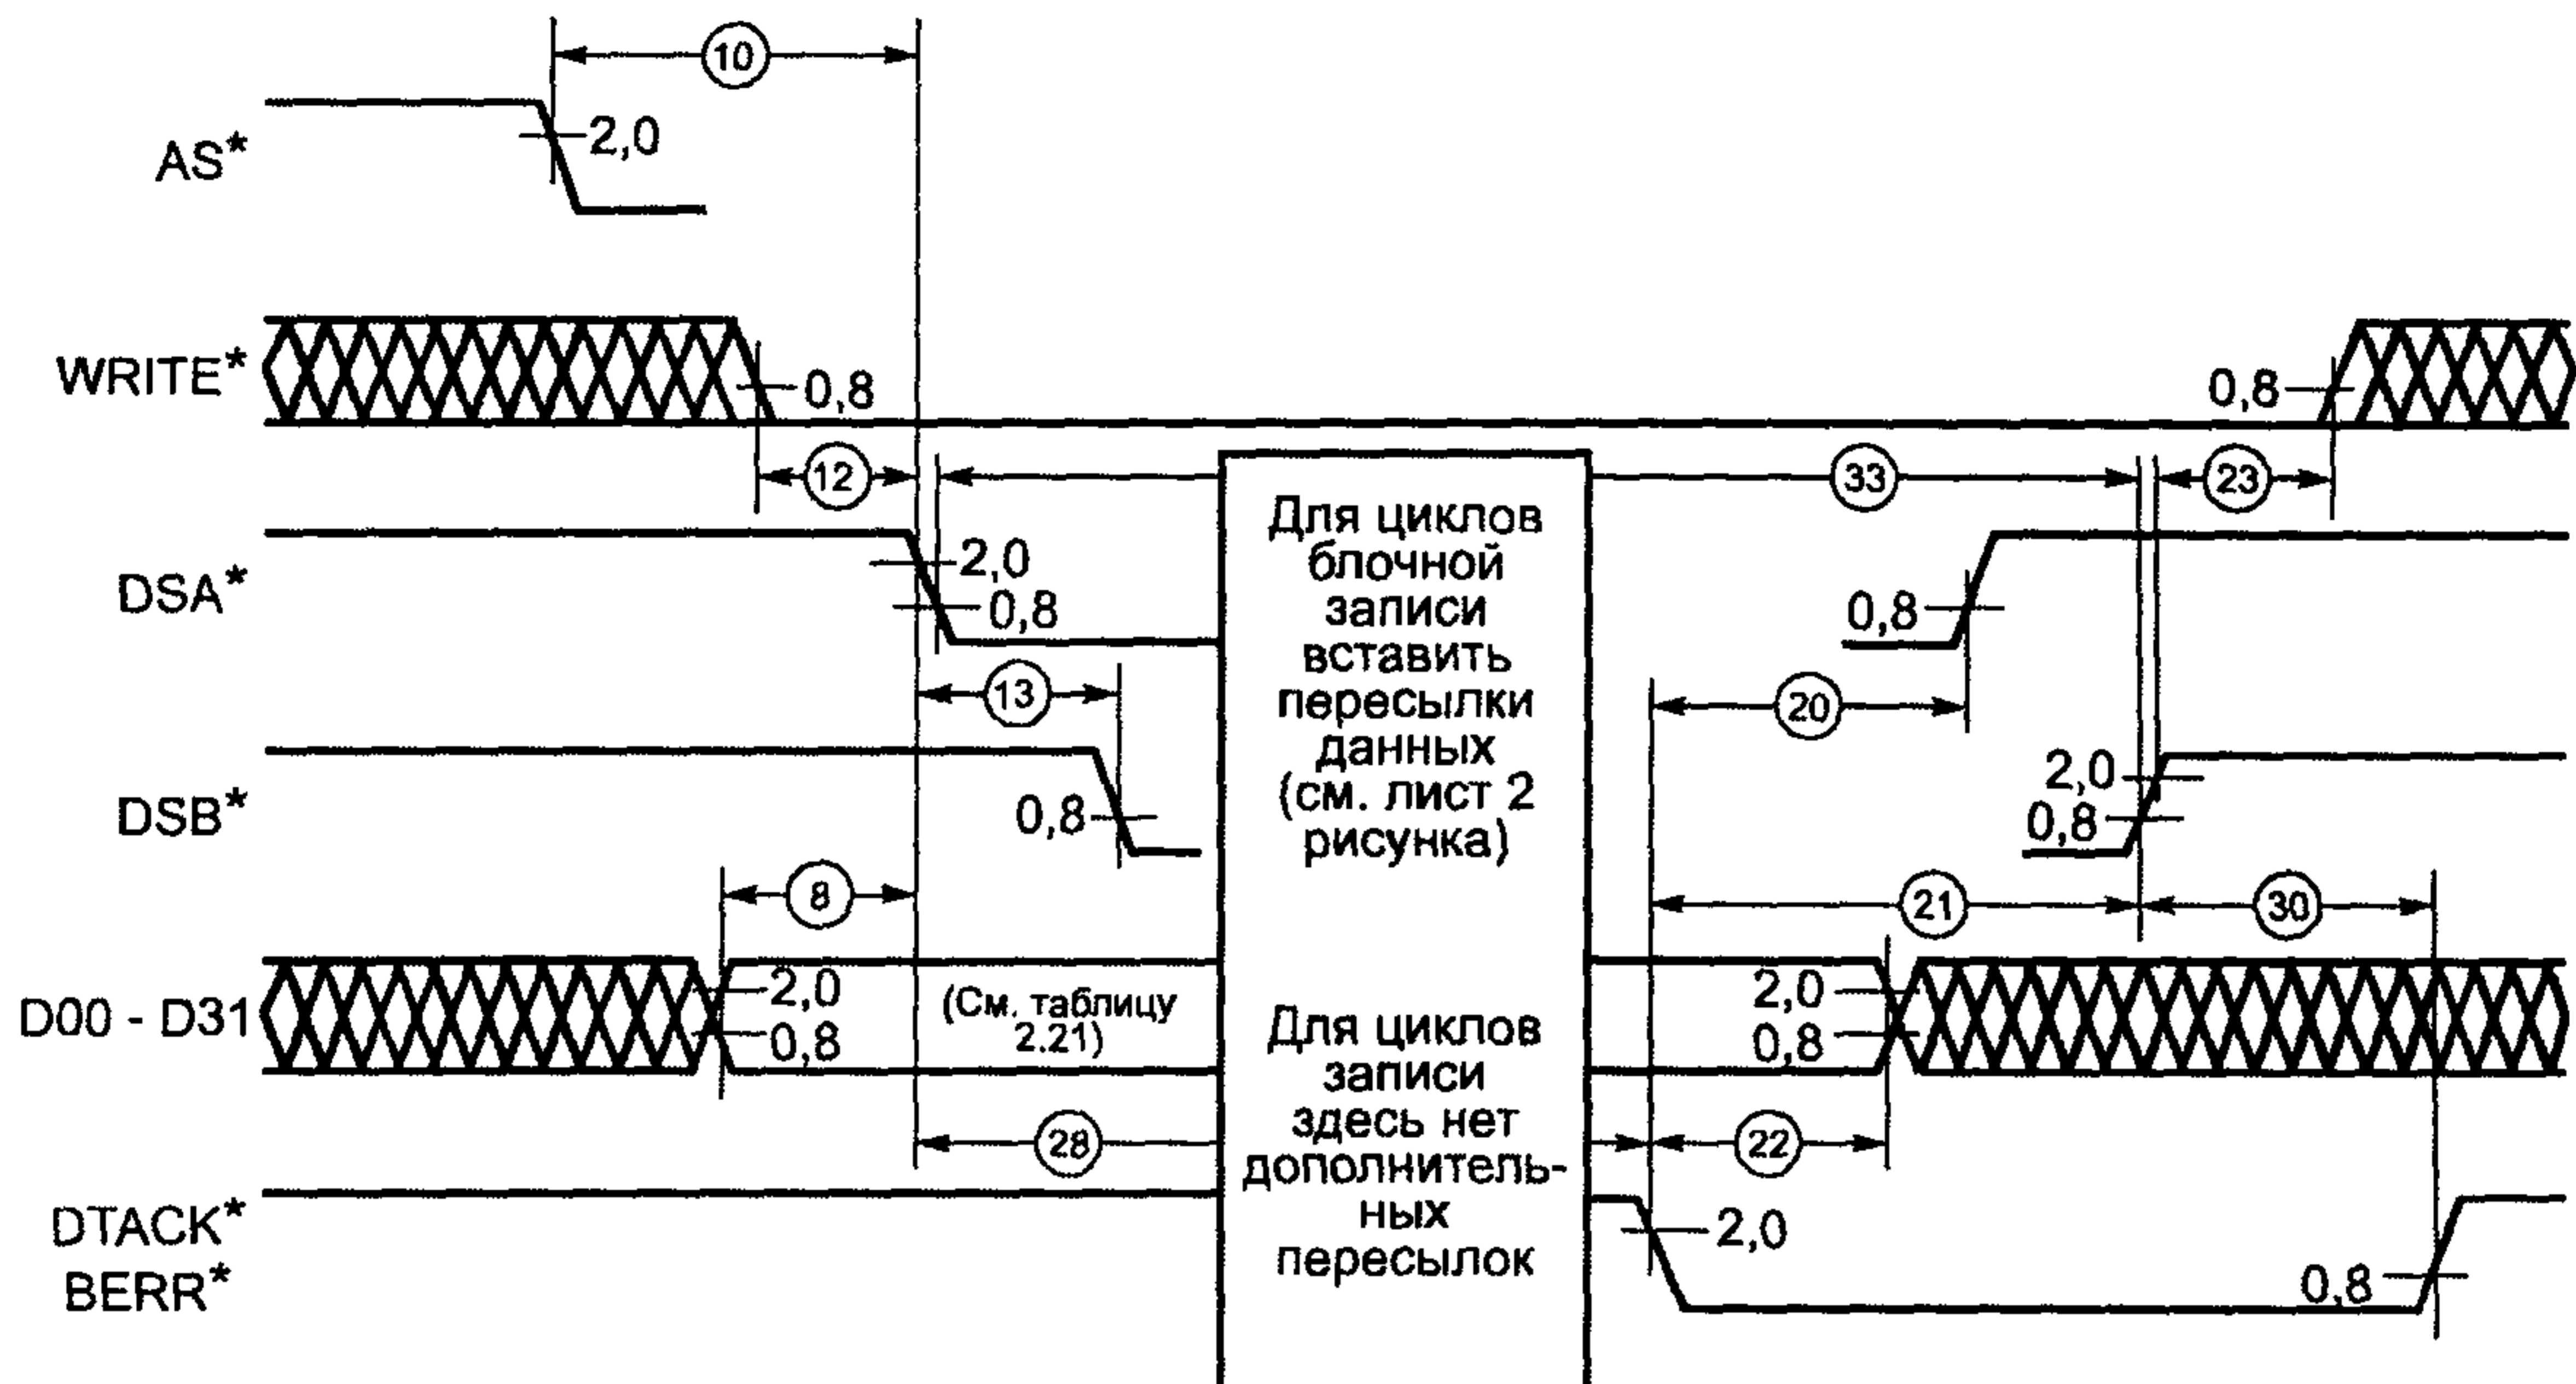 10
AS*
2,0
WRITE*
0,8
0,8
12
33
23
DSA*
2,0
0,8
0,8
13
20
DSB*
0,8
2,0
0,8
8
21
30
D00 - D31
2,0
0,8
(См. таблицу
2.21)
2,0
0,8
28
22
DTACK*
BERR*
2,0
0,8
Для циклов
блочной
записи
вставить
пересылки
данных
(см. лист 2
рисунка)
Для циклов
записи
здесь нет
дополнитель-
ных
пересылок